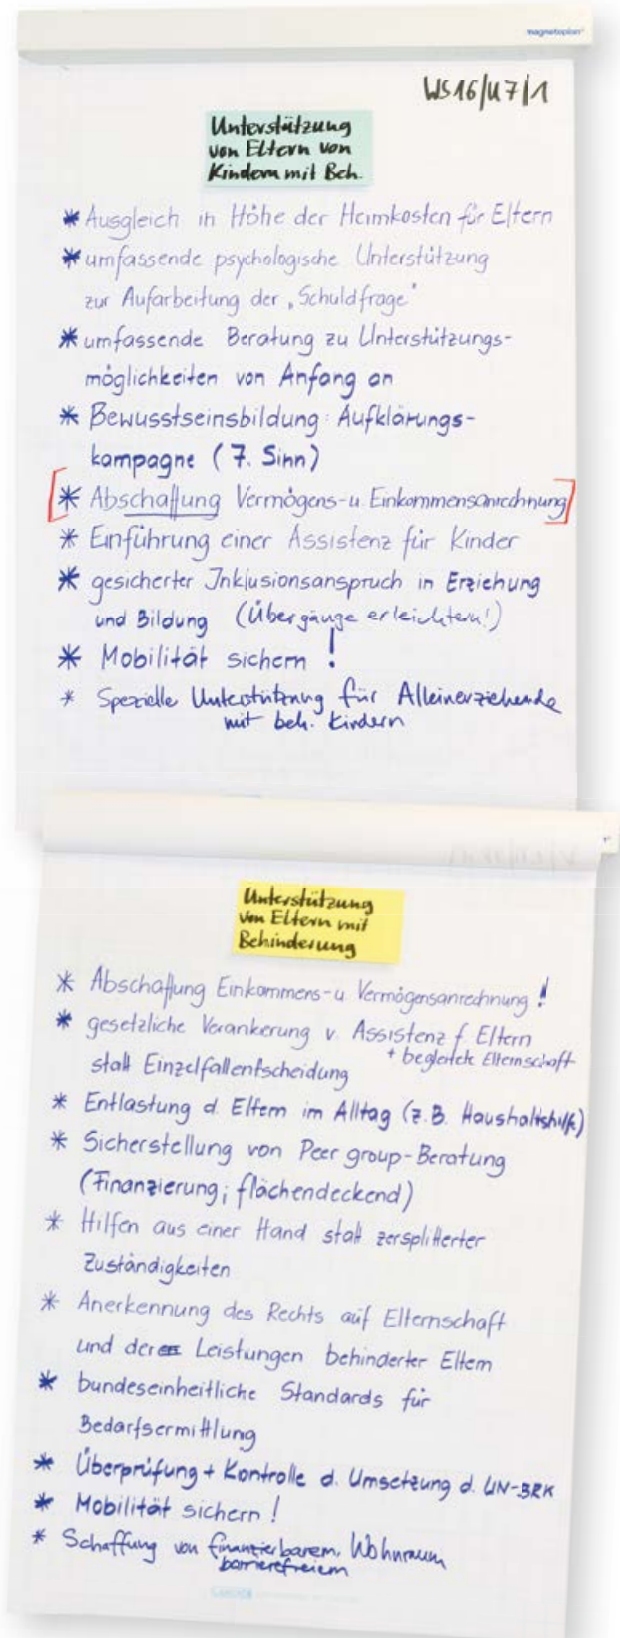 magnetoplan
WS16/U7/1
Unterstützung
von Eltern von
Kindern mit Beh.
* Ausgleich in Höhe der Heimkosten für Eltern
* umfassende psychologische Unterstützung
zur Aufarbeitung der „Schuldfrage"
* umfassende Beratung zu Unterstützungs-
möglichkeiten von Anfang an
* Bewusstseinsbildung: Aufklärungs-
kampagne (7. Sinn)
[* Abschaffung Vermögens- u. Einkommensanrechnung]
* Einführung einer Assistenz für Kinder
* gesicherter Inklusionsanspruch in Erziehung
und Bildung (Übergänge erleichtern!)
* Mobilität sichern!
* Spezielle Unterstützung für Alleinerziehende
mit beh. Kindern
Unterstützung
von Eltern mit
Behinderung
* Abschaffung Einkommens- u. Vermögensanrechnung!
* gesetzliche Verankerung v. Assistenz f. Eltern
+ begleitete Elternschaft
statt Einzelfallentscheidung
* Entlastung d. Eltern im Alltag (z.B. Haushaltshilfe)
* Sicherstellung von Peer group-Beratung
(Finanzierung; flächendeckend)
* Hilfen aus einer Hand statt zersplitterter
Zuständigkeiten
* Anerkennung des Rechts auf Elternschaft
und der Leistungen behinderter Eltern
* bundeseinheitliche Standards für
Bedarfsermittlung
* Überprüfung + Kontrolle d. Umsetzung d. UN-BRK
* Mobilität sichern!
* Schaffung von finanzierbarem, Wohnraum
barrierefreiem